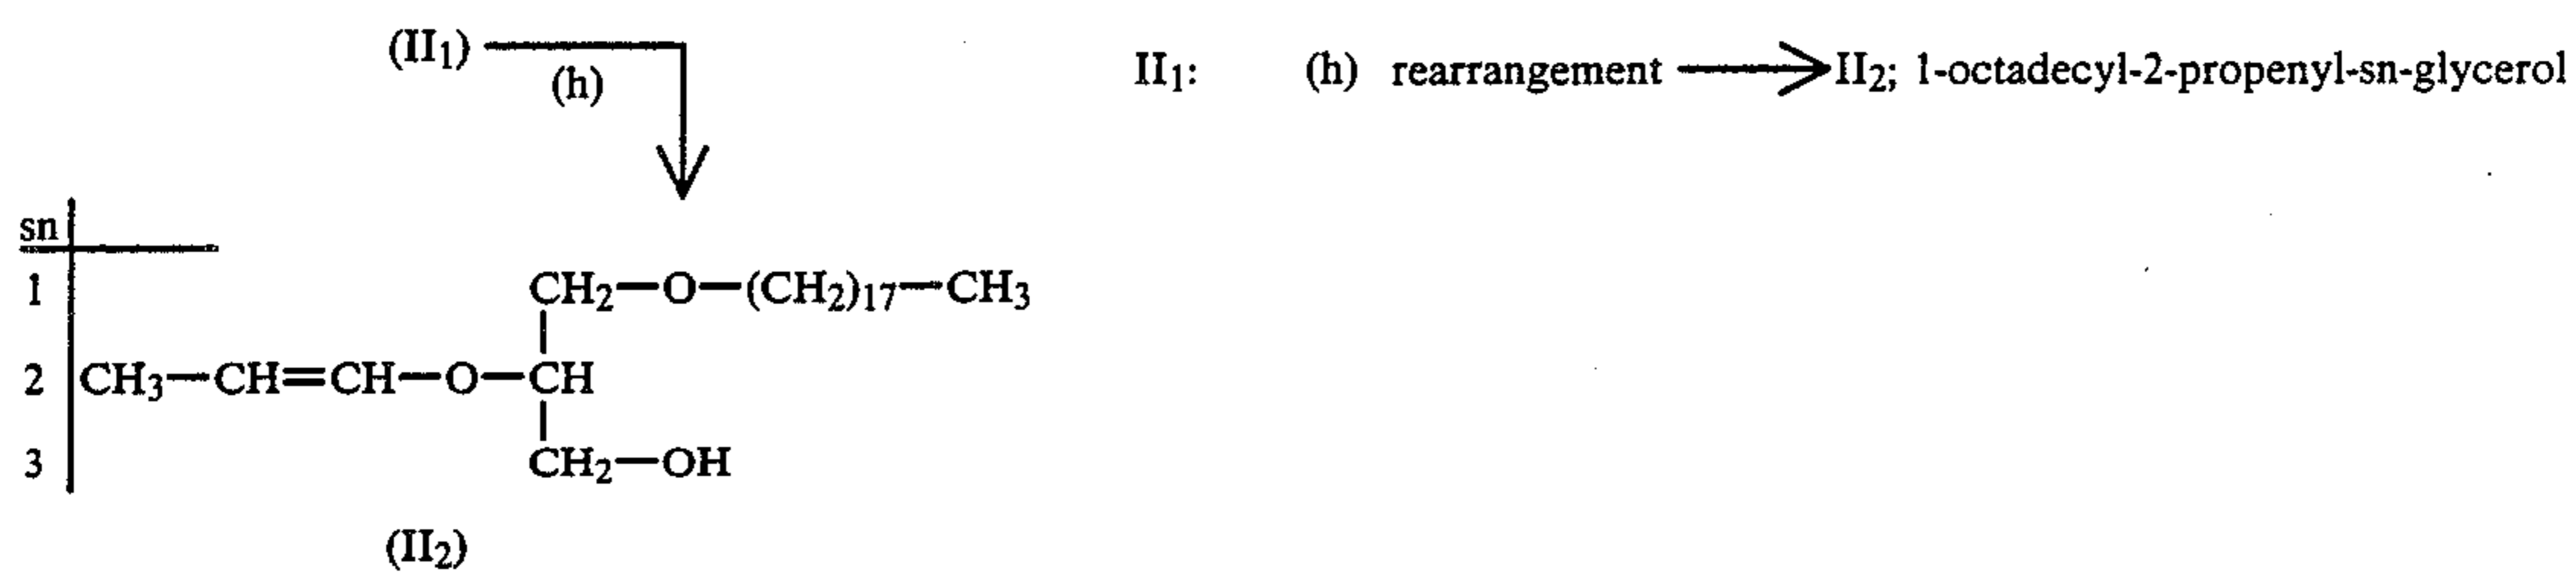 (II₁)
(h)
II₁: (h) rearrangement ⟶ II₂; 1-octadecyl-2-propenyl-sn-glycerol
sn
1 CH₂—O—(CH₂)₁₇—CH₃
2 CH₃—CH=CH—O—CH
3 CH₂—OH
(II₂)